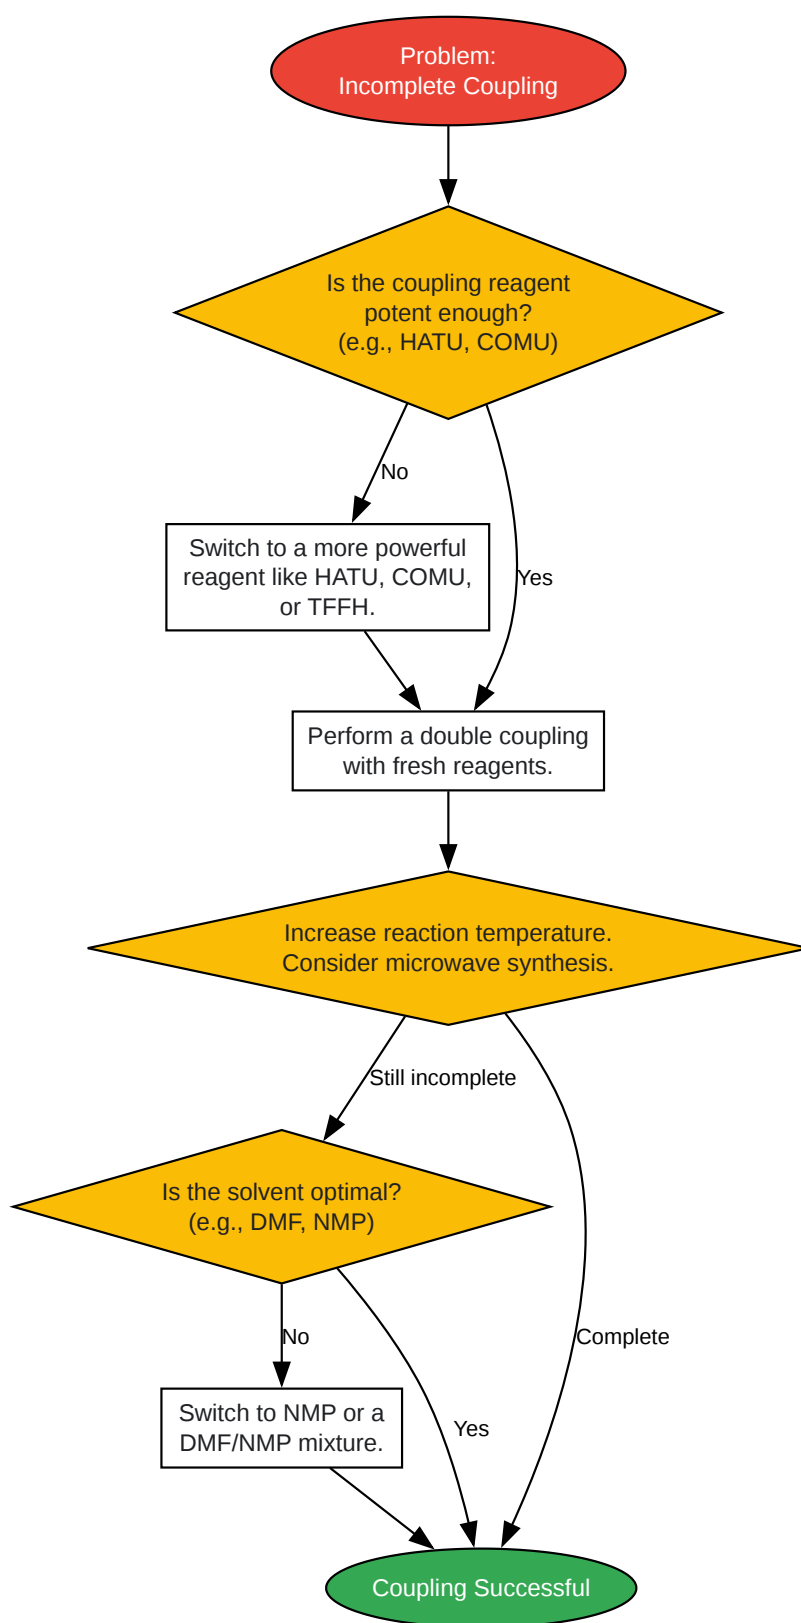 Problem:
Incomplete Coupling
Is the coupling reagent
potent enough?
(e.g., HATU, COMU)
No
Yes
Switch to a more powerful
reagent like HATU, COMU,
or TFFH.
Perform a double coupling
with fresh reagents.
Increase reaction temperature.
Consider microwave synthesis.
Still incomplete
Is the solvent optimal?
(e.g., DMF, NMP)
No
Complete
Switch to NMP or a
DMF/NMP mixture.
Yes
Coupling Successful